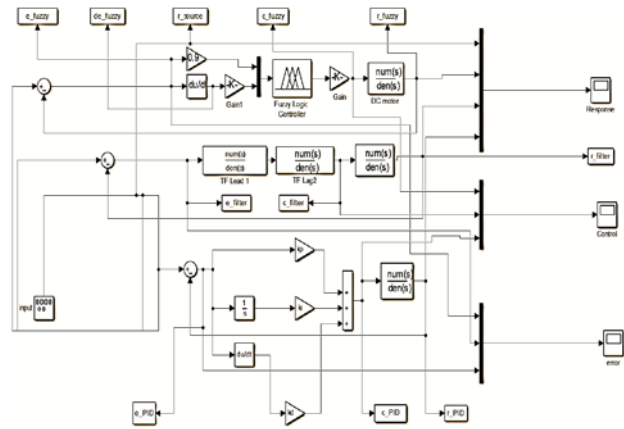 e_fuzzy
de_fuzzy
r_source
c_fuzzy
r_fuzzy
0.9
du/dt
-K-
Gain1
Fuzzy Logic
Controller
-K-
Gain
num(s)
den(s)
DC motor
Response
num(s)
den(s)
TF Lead 1
num(s)
den(s)
TF Lag2
num(s)
den(s)
r_filter
e_filter
c_filter
Control
input
kp
num(s)
den(s)
1
s
ki
du/dt
kd
error
e_PID
c_PID
r_PID